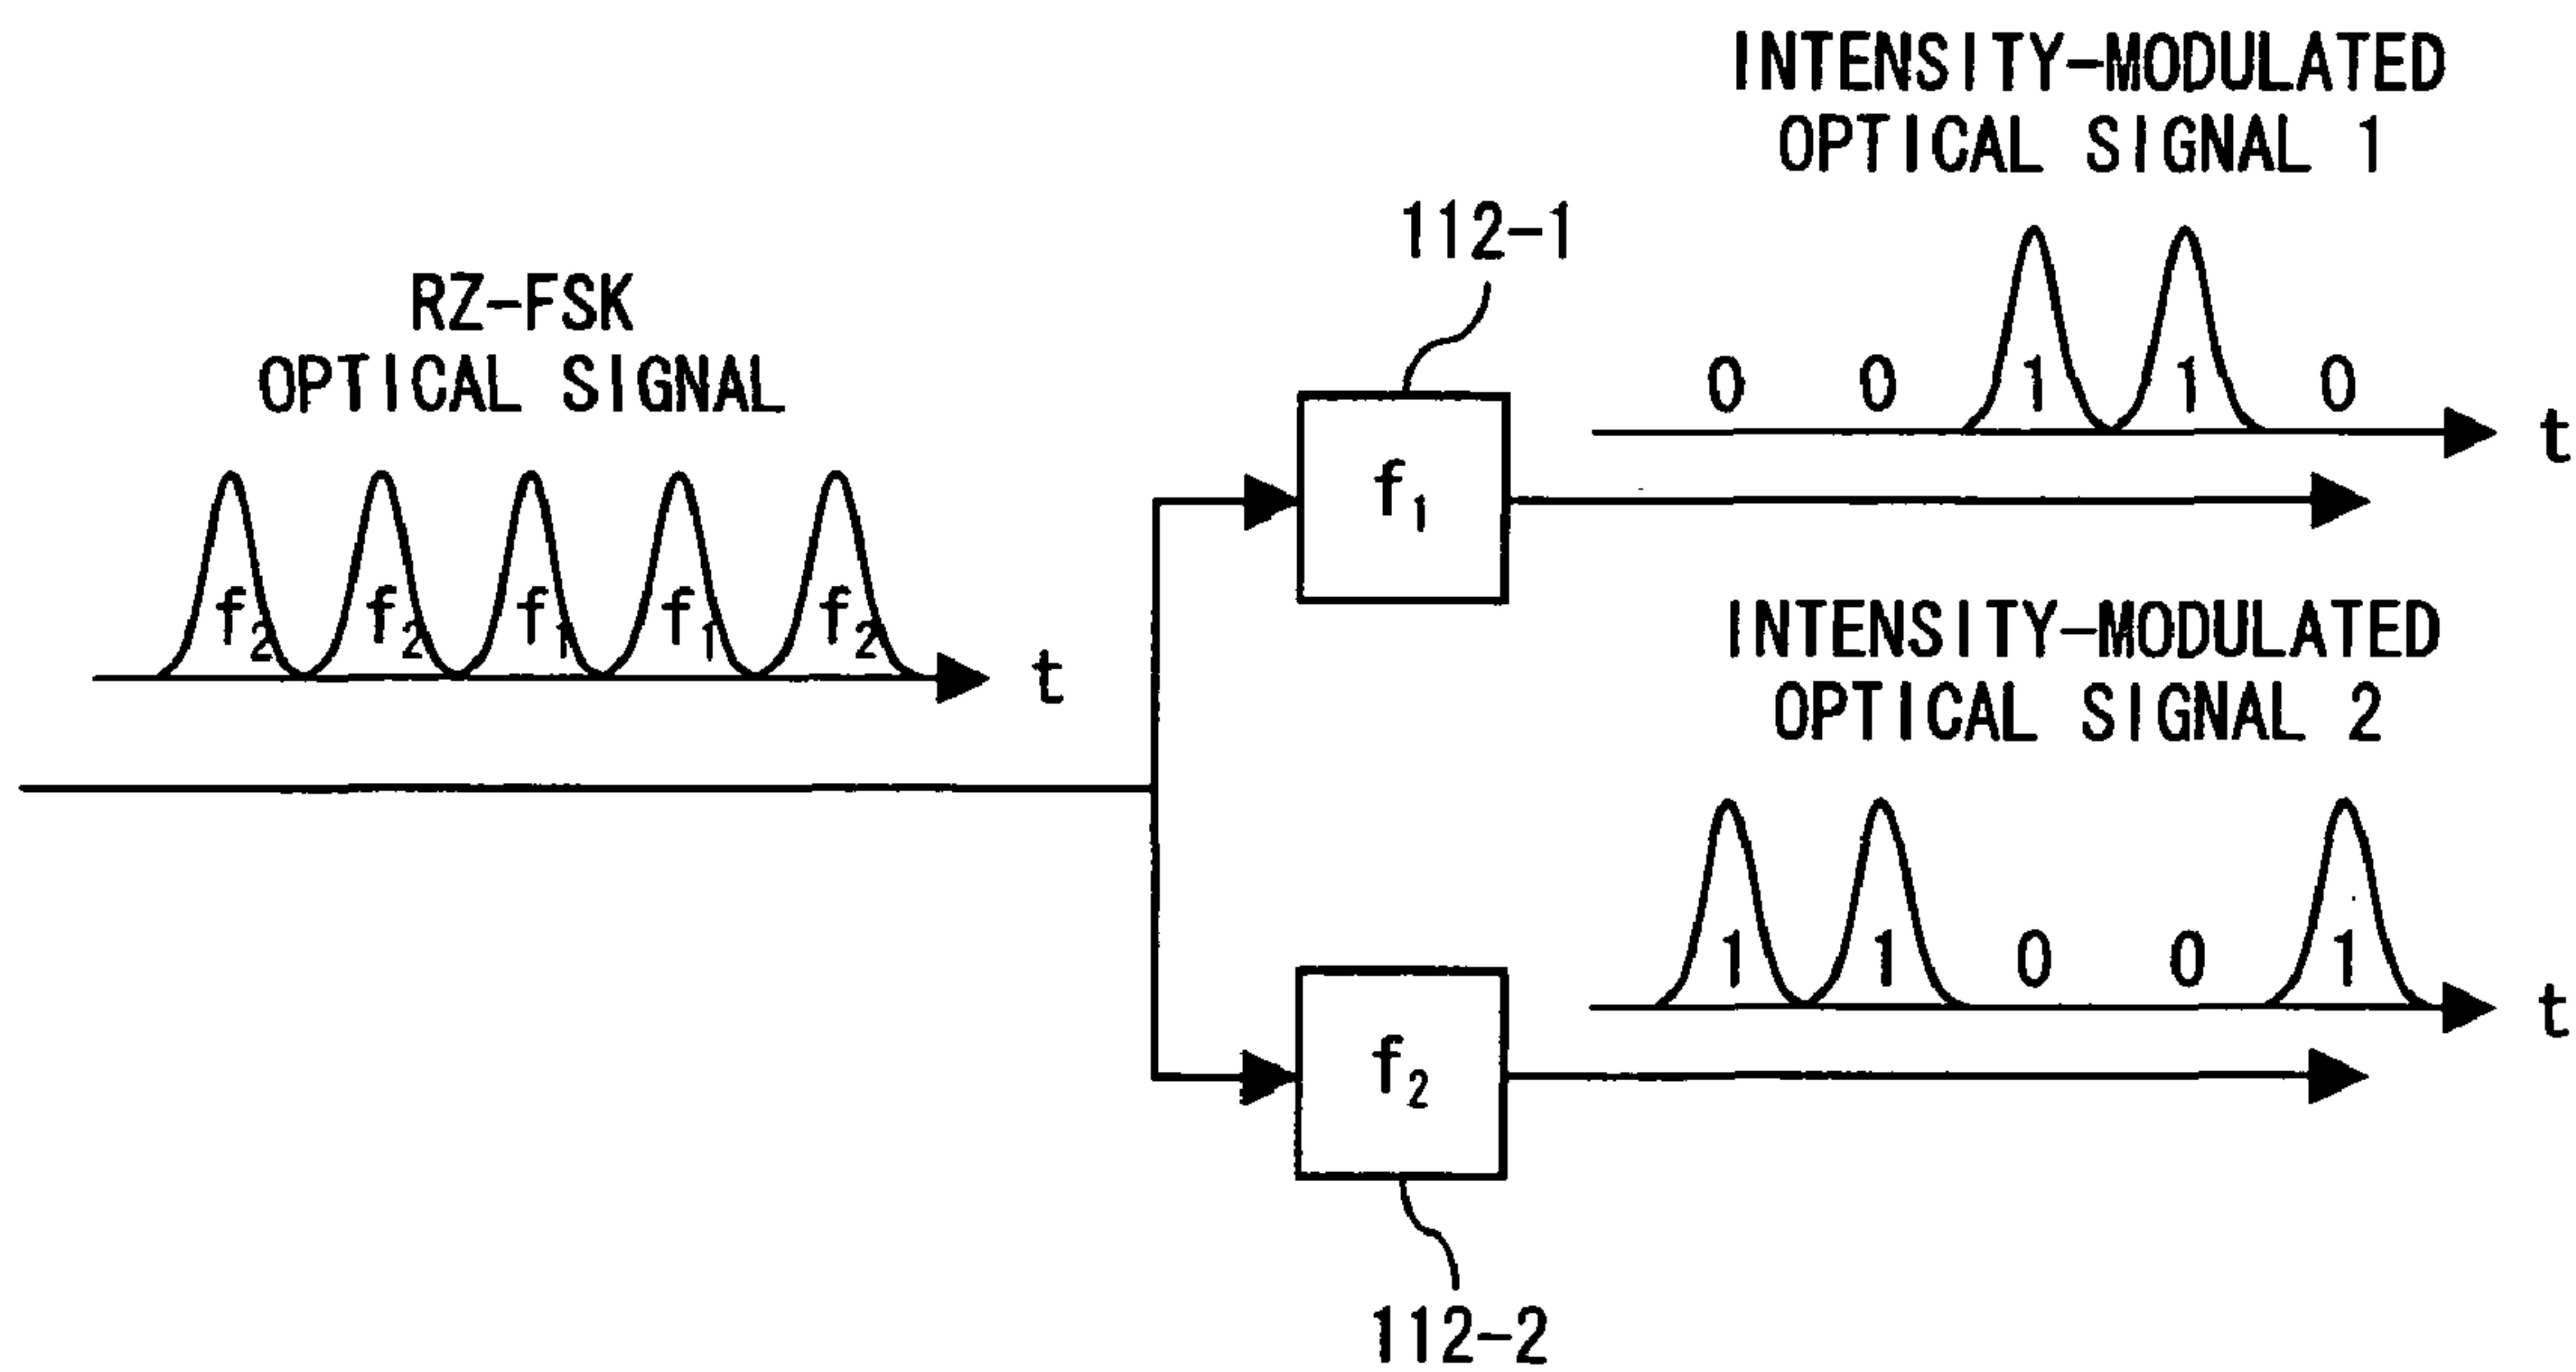 INTENSITY-MODULATED
OPTICAL SIGNAL 1
112-1
RZ-FSK
OPTICAL SIGNAL
0 0 1 1 0
t
f1
f2 f2 f1 f1 f2
t
INTENSITY-MODULATED
OPTICAL SIGNAL 2
1 1 0 0 1
t
f2
112-2